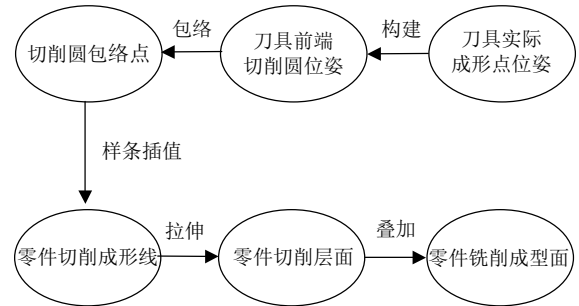 切削圆包络点
包络
刀具前端
切削圆位姿
构建
刀具实际
成形点位姿
样条插值
零件切削成形线
拉伸
零件切削层面
叠加
零件铣削成型面